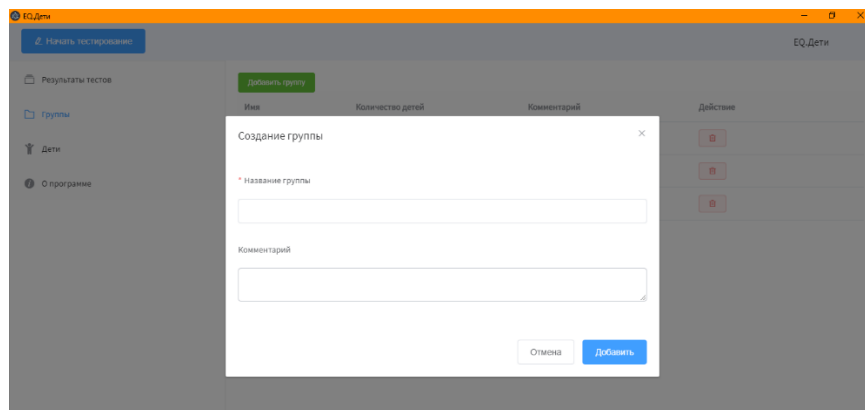 EQ.Дети
Начать тестирование
EQ.Дети
Результаты тестов
Добавить группу
Имя Количество детей Комментарий Действие
Группы
Создание группы
Дети
* Название группы
О программе
Комментарий
Отмена Добавить